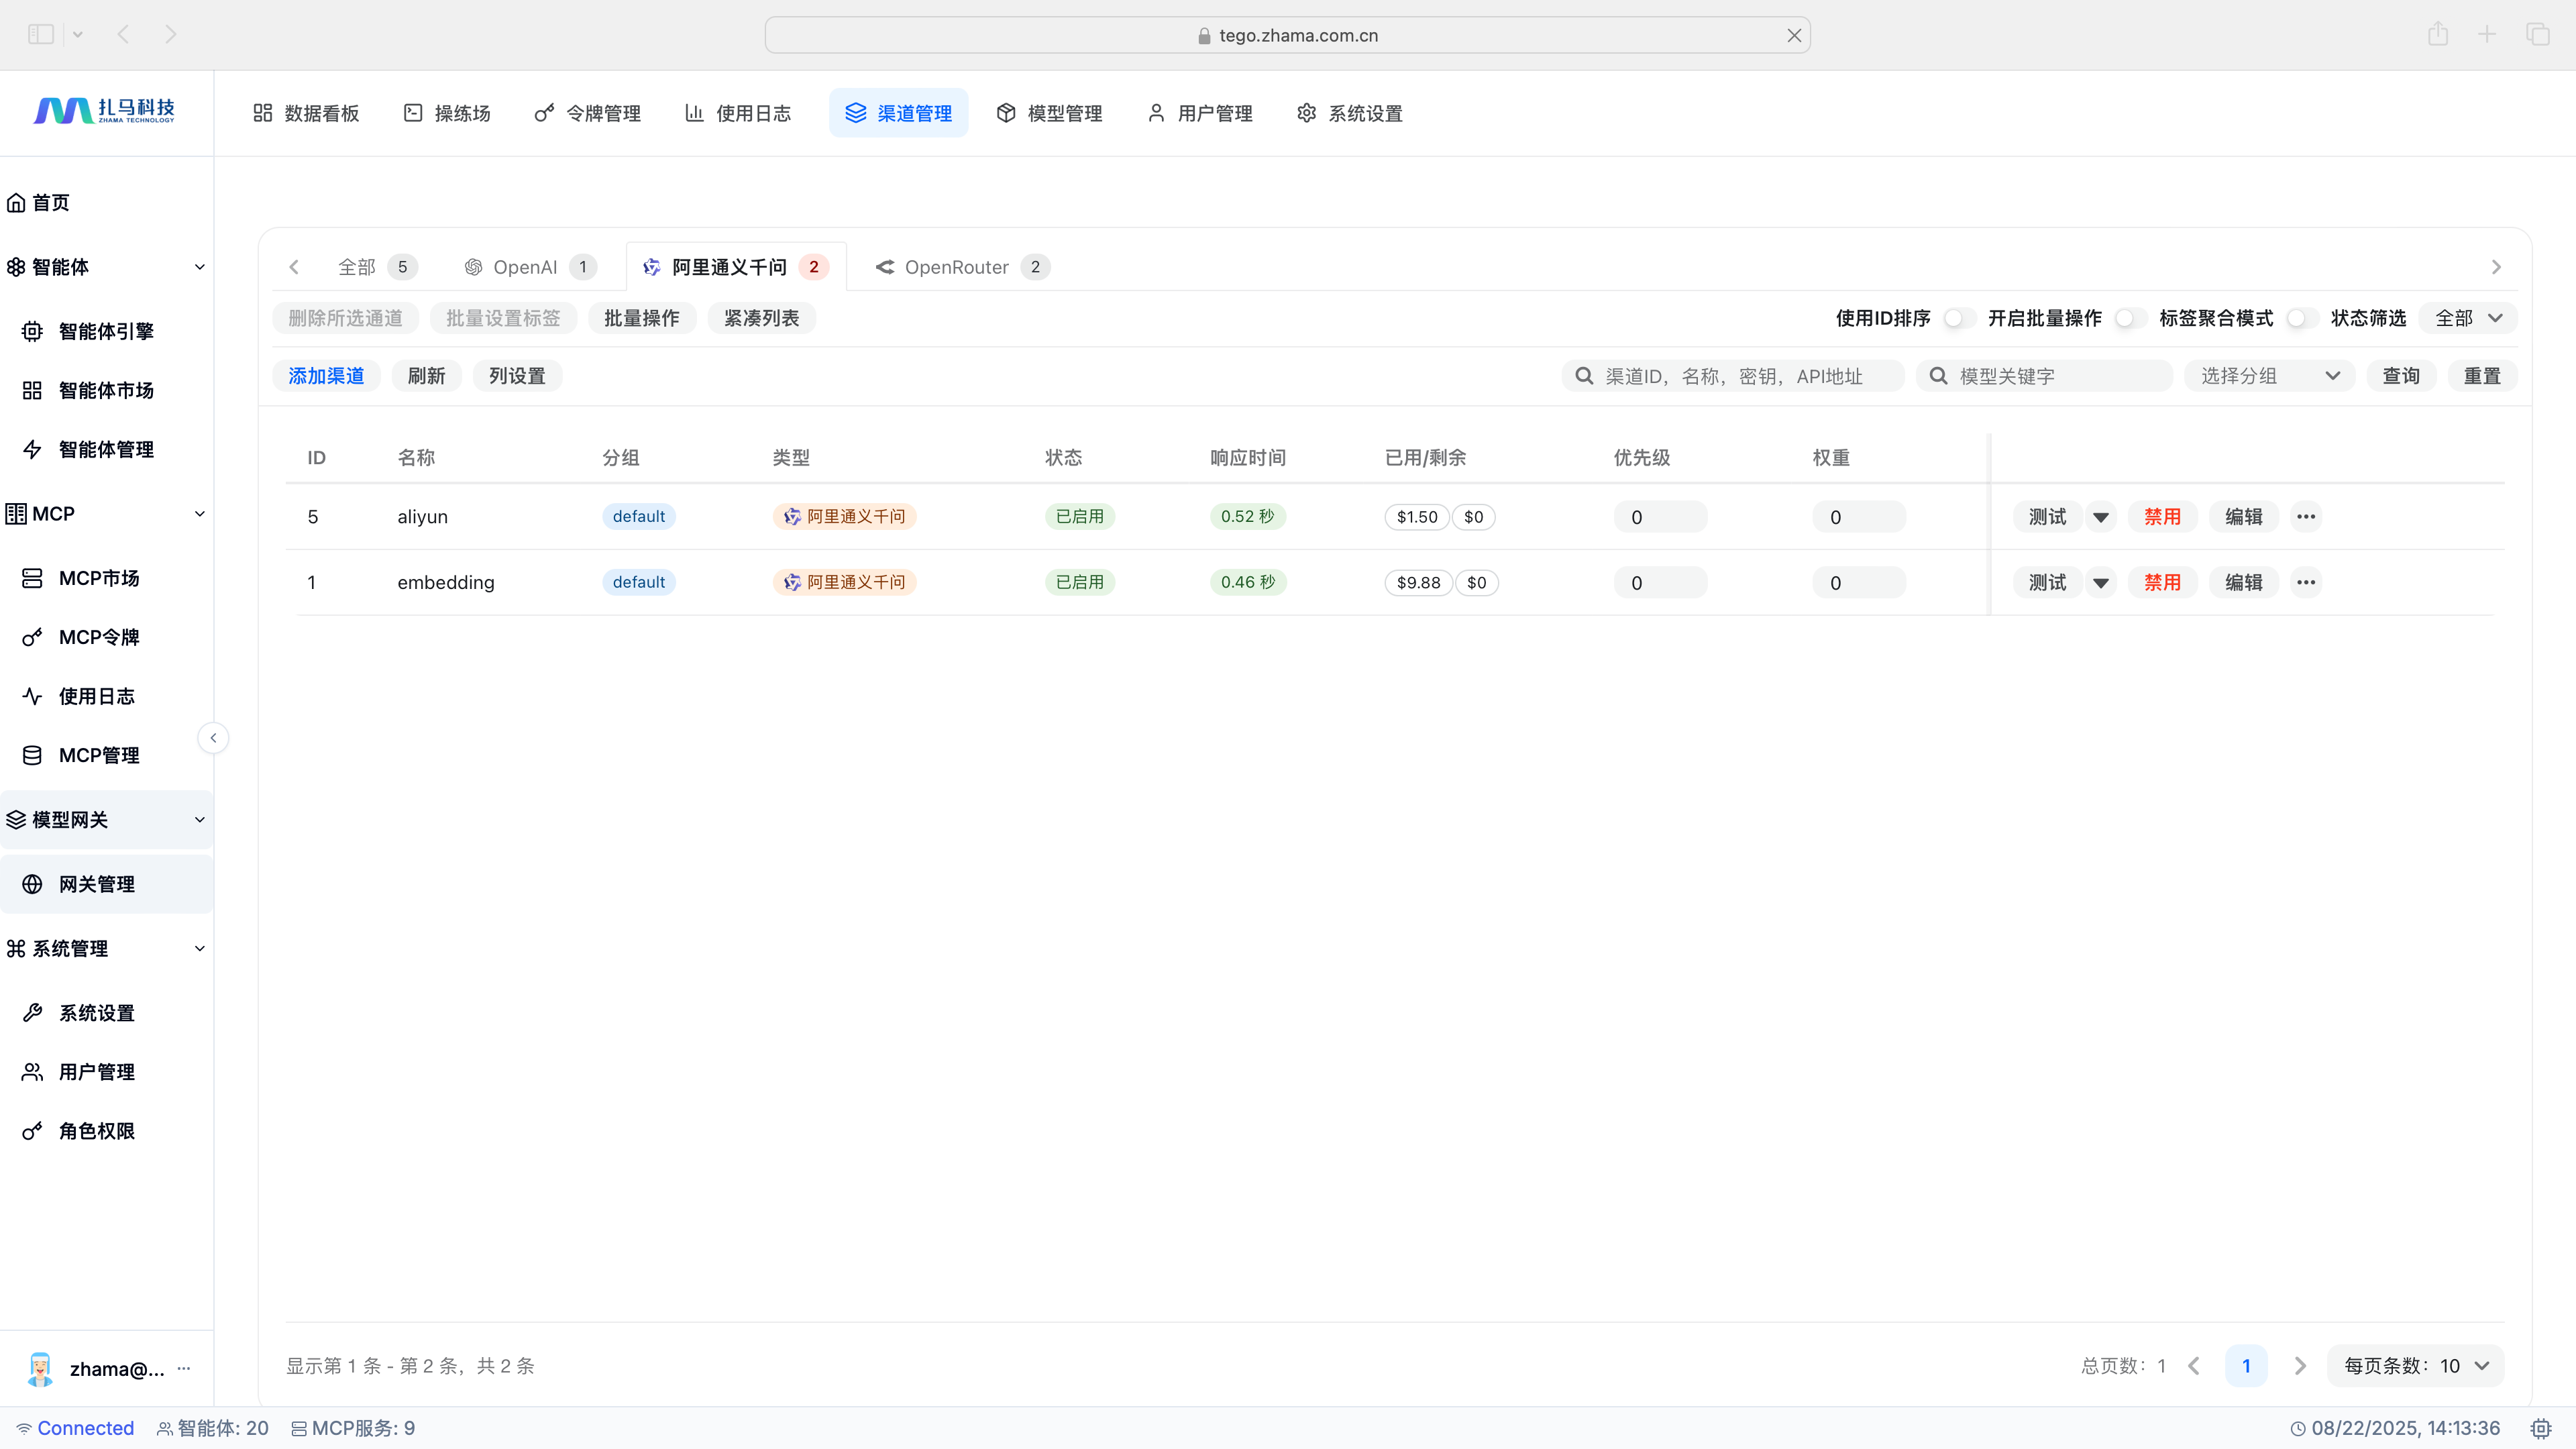 tego.zhama.com.cn
扎马科技
ZHAMA TECHNOLOGY
数据看板 操练场 令牌管理 使用日志 渠道管理 模型管理 用户管理 系统设置
首页
智能体
智能体引擎
智能体市场
智能体管理
MCP
MCP市场
MCP令牌
使用日志
MCP管理
模型网关
网关管理
系统管理
系统设置
用户管理
角色权限
zhama@... ...
全部 5 OpenAI 1 阿里通义千问 2 OpenRouter 2
删除所选通道 批量设置标签 批量操作 紧凑列表 使用ID排序 开启批量操作 标签聚合模式 状态筛选 全部
添加渠道 刷新 列设置 渠道ID，名称，密钥，API地址 模型关键字 选择分组 查询 重置
ID 名称 分组 类型 状态 响应时间 已用/剩余 优先级 权重
5 aliyun default 阿里通义千问 已启用 0.52 秒 $1.50 $0 0 0 测试 禁用 编辑 ...
1 embedding default 阿里通义千问 已启用 0.46 秒 $9.88 $0 0 0 测试 禁用 编辑 ...
显示第 1 条 - 第 2 条，共 2 条 总页数：1 1 每页条数：10
Connected 智能体: 20 MCP服务: 9 08/22/2025, 14:13:36